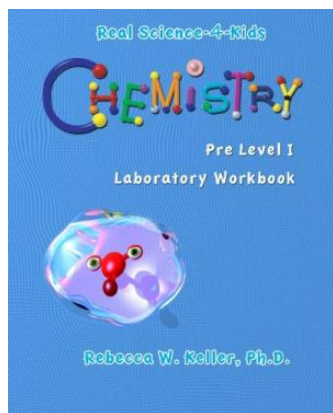 Real Science-4-Kids
CHEMISTRY
Pre Level I
Laboratory Workbook
Rebecca W. Keller, Ph.D.